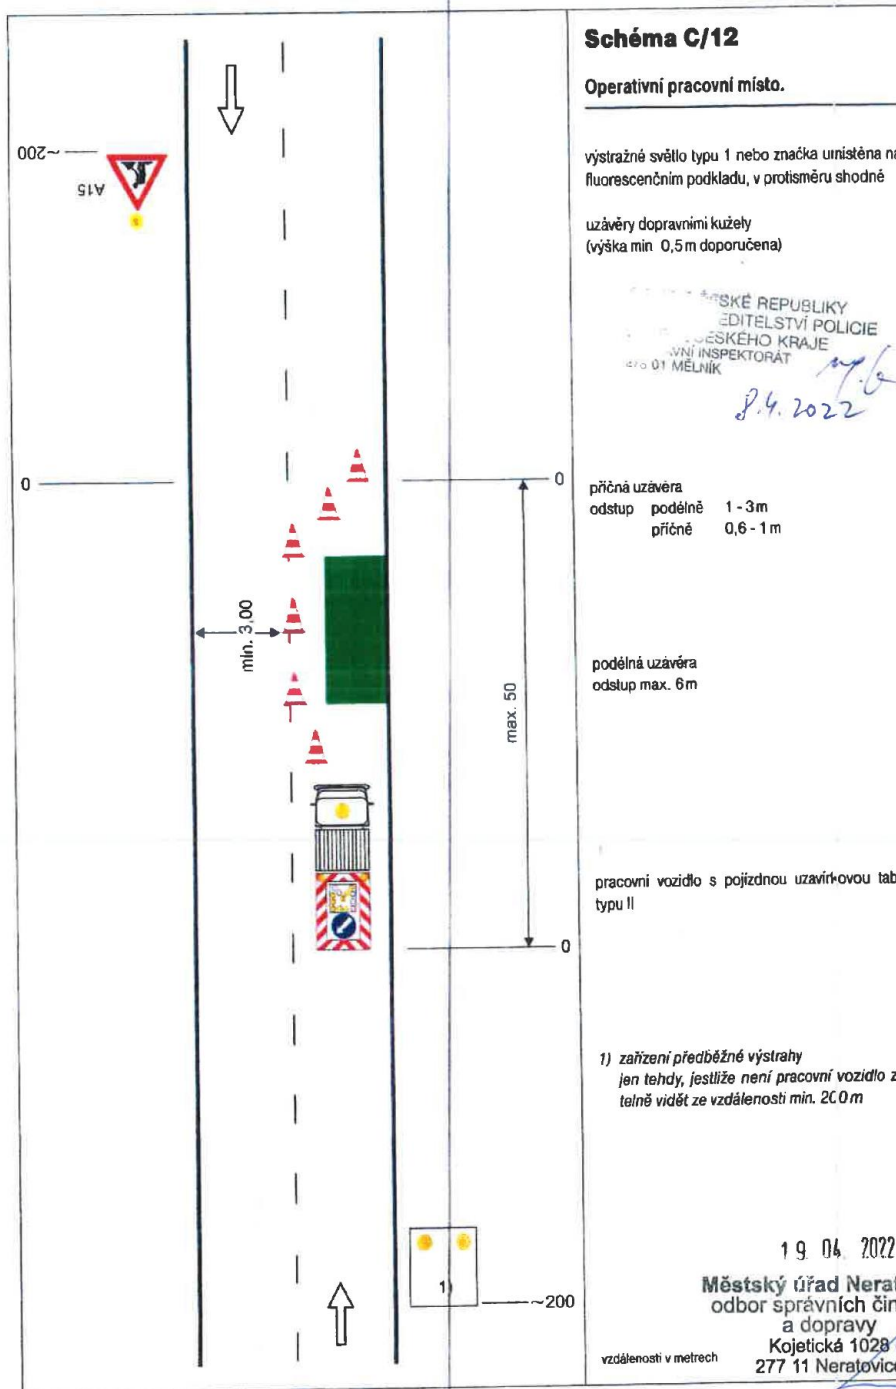 Schéma C/12
Operativní pracovní místo.
výstražné světlo typu 1 nebo značka umístěna na
fluorescenčním podkladu, v protisměru shodné
uzávěry dopravními kužely
(výška min 0,5 m doporučena)
ČESKÉ REPUBLIKY
EDITELSTVÍ POLICIE
ČESKÉHO KRAJE
VNÍ INSPEKTORÁT
01 MĚLNÍK
8.4.2022
~200
A15
0
0
příčná uzávěra
odstup podélně 1 - 3 m
příčně 0,6 - 1 m
min. 3,00
podélná uzávěra
odstup max. 6 m
max. 50
pracovní vozidlo s pojízdnou uzavírkovou tab
typu II
0
1) zařízení předběžné výstrahy
jen tehdy, jestliže není pracovní vozidlo z
telně vidět ze vzdálenosti min. 200 m
1)
~200
19 04 2022
Městský úřad Nerat
odbor správních čin
a dopravy
Kojetická 1028
277 11 Neratovice
vzdálenosti v metrech